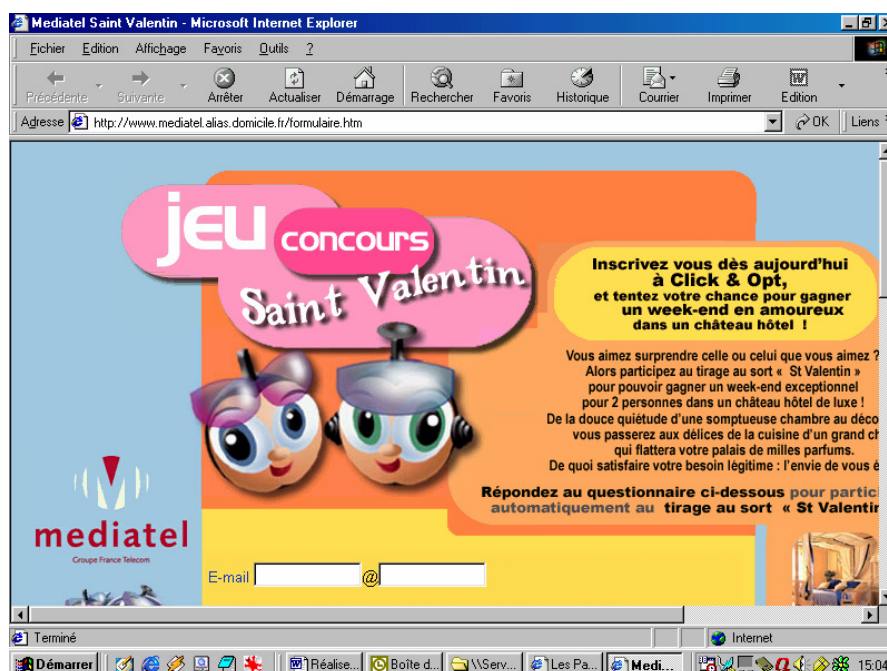 Mediatel Saint Valentin - Microsoft Internet Explorer
Fichier Edition Affichage Favoris Outils ?
Précédente Suivante Arrêter Actualiser Démarrage Rechercher Favoris Historique Courrier Imprimer Edition
Adresse http://www.mediatel.alias.domicile.fr/formulaire.htm OK Liens
jeu
concours
Saint Valentin
Inscrivez vous dès aujourd'hui
à Click & Opt,
et tentez votre chance pour gagner
un week-end en amoureux
dans un château hôtel !
Vous aimez surprendre celle ou celui que vous aimez ?
Alors participez au tirage au sort « St Valentin »
pour pouvoir gagner un week-end exceptionnel
pour 2 personnes dans un château hôtel de luxe !
De la douce quiétude d'une somptueuse chambre au déco
vous passerez aux délices de la cuisine d'un grand ch
qui flattera votre palais de milles parfums.
De quoi satisfaire votre besoin légitime : l'envie de vous é
Répondez au questionnaire ci-dessous pour partic
automatiquement au tirage au sort « St Valentin
mediatel
Groupe France Telecom
E-mail @
Terminé Internet
Démarrer Réalise... Boîte d... \\Serv... Les Pa... Medi... 15:04